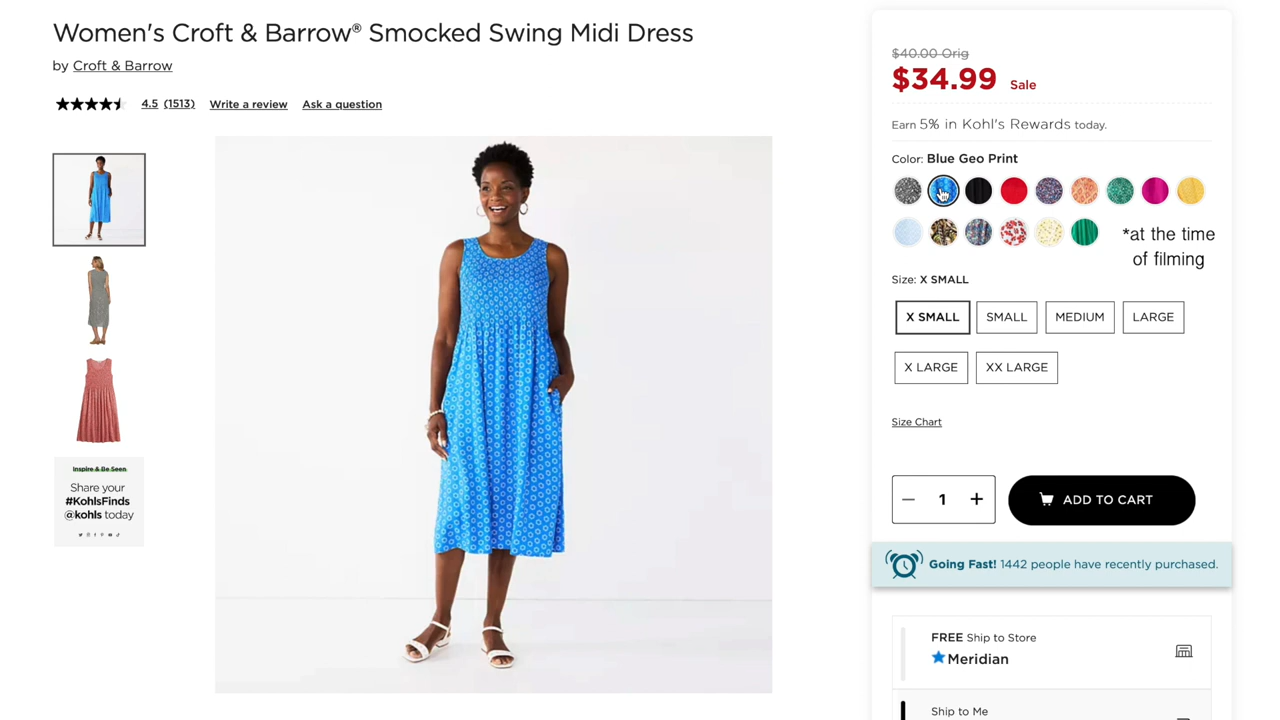 Women's Croft & Barrow® Smocked Swing Midi Dress
by Croft & Barrow
4.5 (1513) Write a review Ask a question
Inspire & Be Seen
Share your
#KohlsFinds
@kohls today
$40.00 Orig
$34.99 Sale
Earn 5% in Kohl's Rewards today.
Color: Blue Geo Print
*at the time
of filming
Size: X SMALL
X SMALL SMALL MEDIUM LARGE
X LARGE XX LARGE
Size Chart
1 ADD TO CART
Going Fast! 1442 people have recently purchased.
FREE Ship to Store
Meridian
Ship to Me